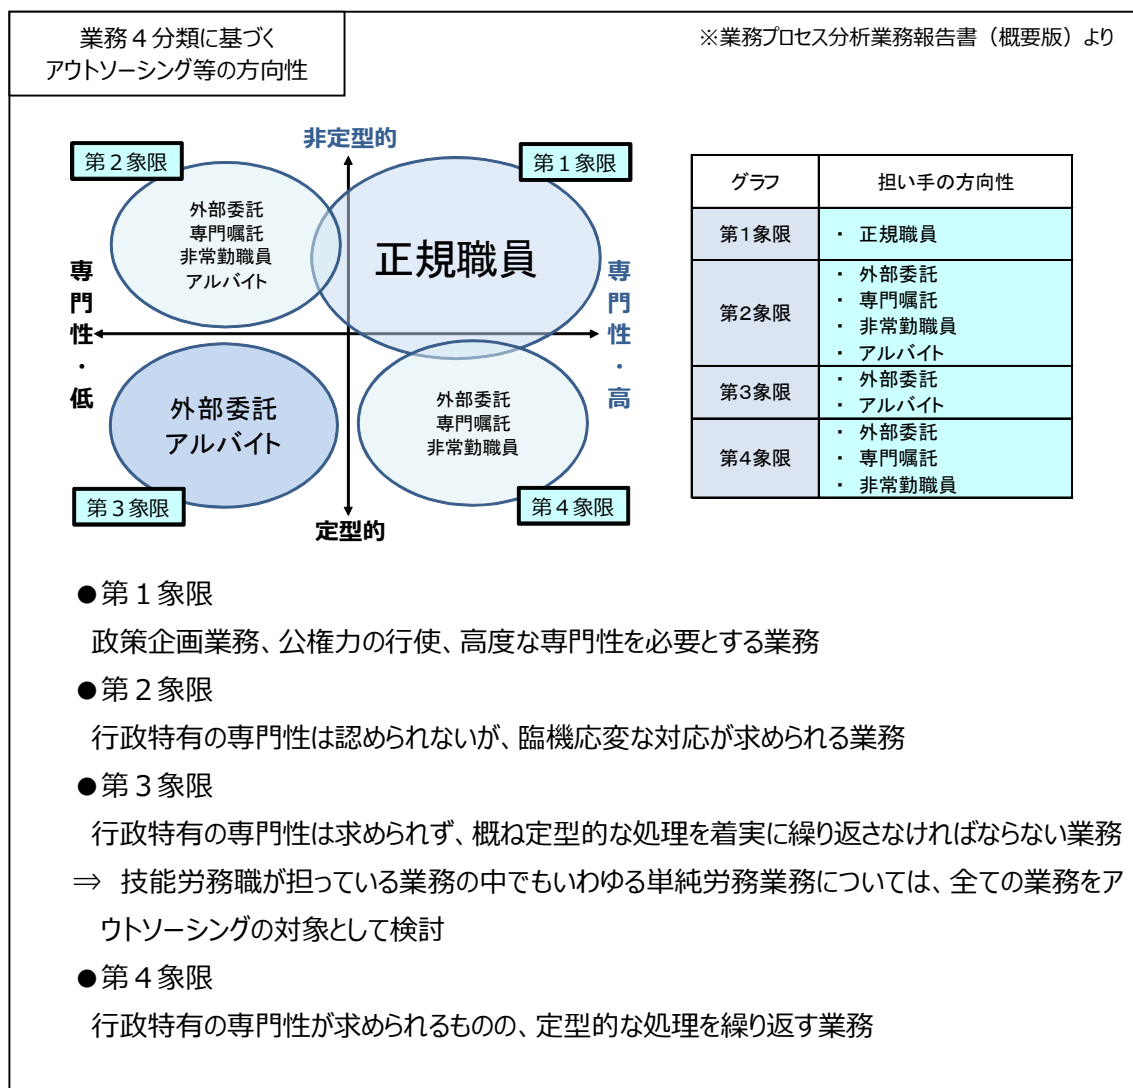 業務４分類に基づく
アウトソーシング等の方向性
※業務プロセス分析業務報告書（概要版）より
非定型的
第２象限
第１象限
外部委託
専門嘱託
非常勤職員
アルバイト
正規職員
専門性・低
専門性・高
外部委託
アルバイト
外部委託
専門嘱託
非常勤職員
第３象限
第４象限
定型的
グラフ 担い手の方向性
第１象限 ・ 正規職員
第２象限
・ 外部委託
・ 専門嘱託
・ 非常勤職員
・ アルバイト
第３象限
・ 外部委託
・ アルバイト
第４象限
・ 外部委託
・ 専門嘱託
・ 非常勤職員
●第１象限
政策企画業務、公権力の行使、高度な専門性を必要とする業務
●第２象限
行政特有の専門性は認められないが、臨機応変な対応が求められる業務
●第３象限
行政特有の専門性は求められず、概ね定型的な処理を着実に繰り返さなければならない業務
⇒ 技能労務職が担っている業務の中でもいわゆる単純労務業務については、全ての業務をア
ウトソーシングの対象として検討
●第４象限
行政特有の専門性が求められるものの、定型的な処理を繰り返す業務